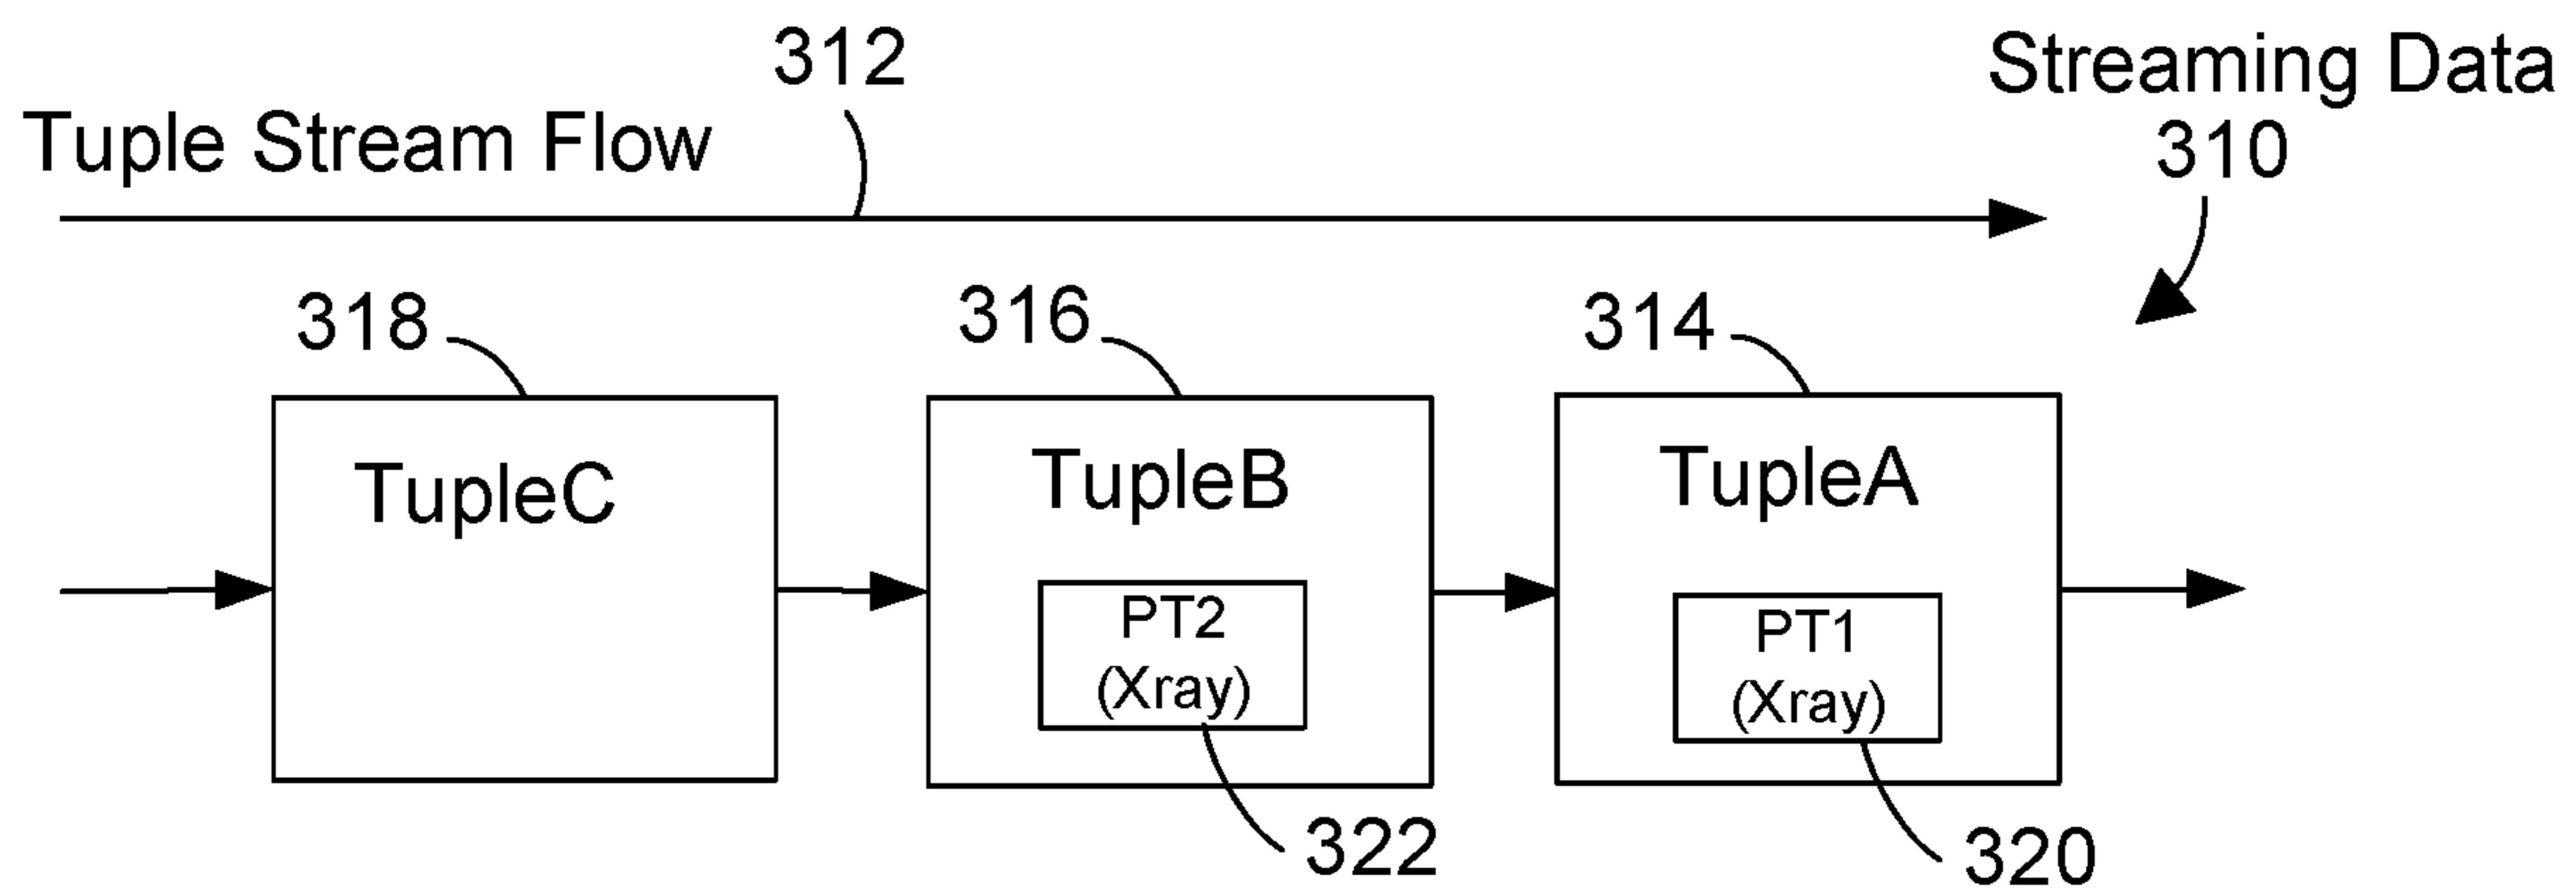 312
Streaming Data
310
Tuple Stream Flow
318
316
314
TupleC
TupleB
TupleA
PT2
(Xray)
PT1
(Xray)
322
320